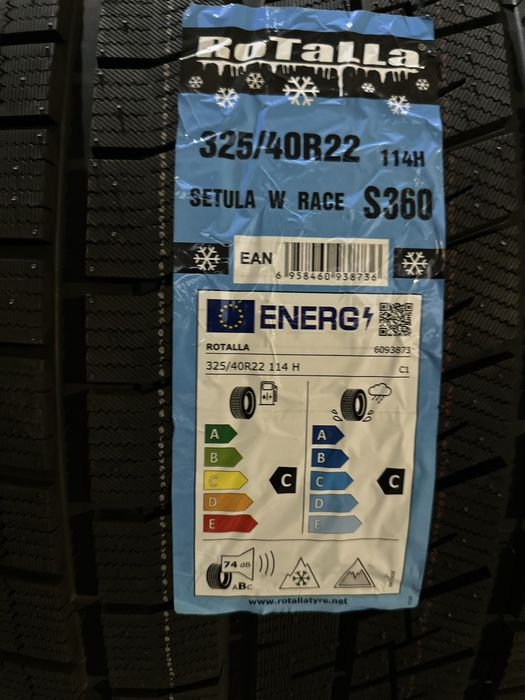 RoTalla
325/40R22 114H
SETULA W RACE S360
EAN
6 958460 938736
ENERG
ROTALLA 6093873
325/40R22 114 H C1
A A
B B
C C C C
D D
E E
74 dB
ABC
www.rotallatyre.net